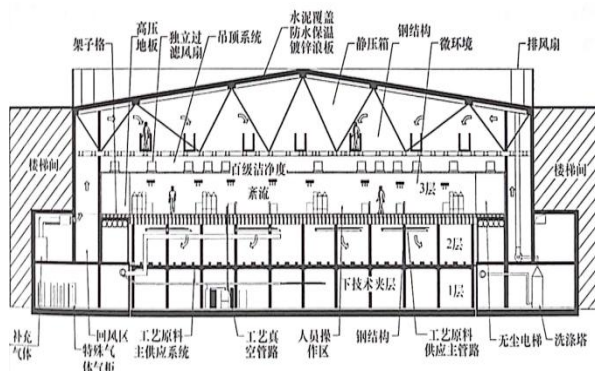 架子格
高压
地板
独立过
滤风扇
吊顶系统
水泥覆盖
防水保温
镀锌浪板
静压箱
钢结构
微环境
排风扇
楼梯间
百级洁净度
紊流
3层
楼梯间
2层
下技术夹层
1层
补充
气体
回风区
特殊气
体气柜
工艺原料
主供应系统
工艺真
空管路
人员操
作区
钢结构
工艺原料
供应主管路
无尘电梯
洗涤塔